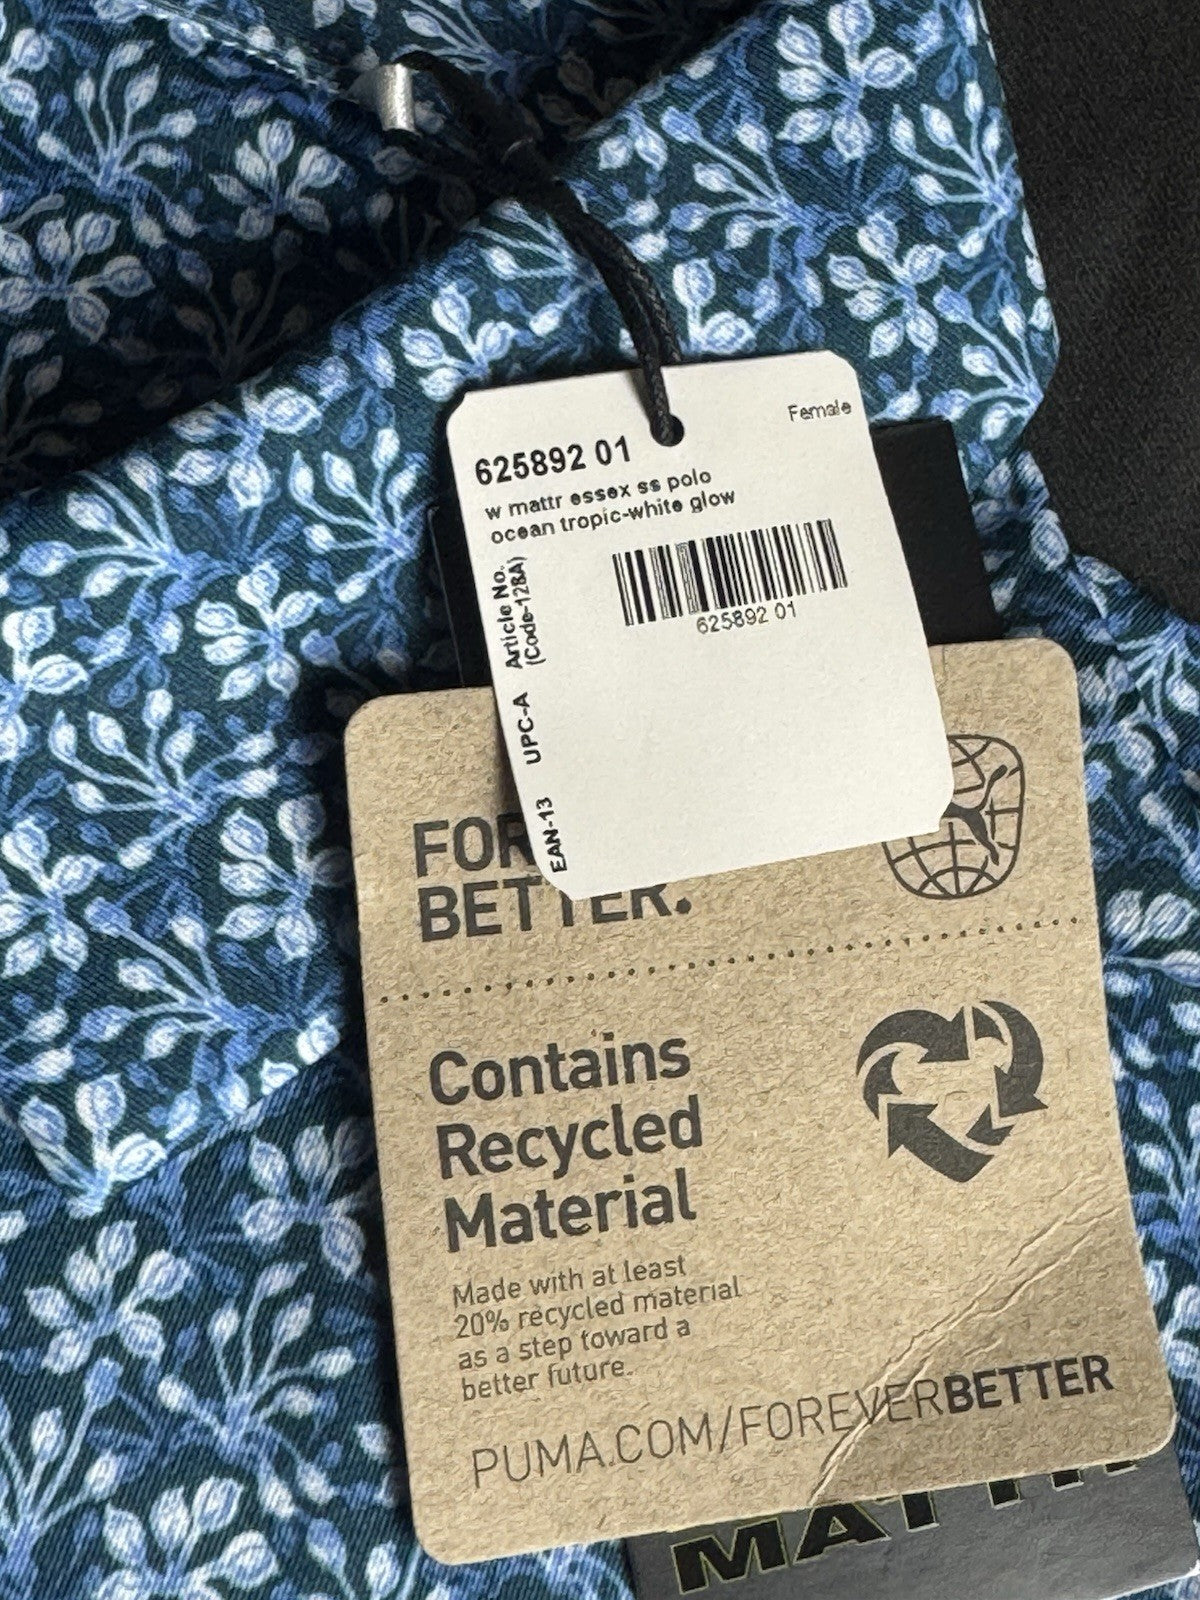 Female
625892 01
w mattr essex ss polo
ocean tropic-white glow
Article No.
(Code-128A)
625892 01
UPC-A
EAN-13
FOR
BETTER.
Contains
Recycled
Material
Made with at least
20% recycled material
as a step toward a
better future.
PUMA.COM/FOREVERBETTER
MATTR